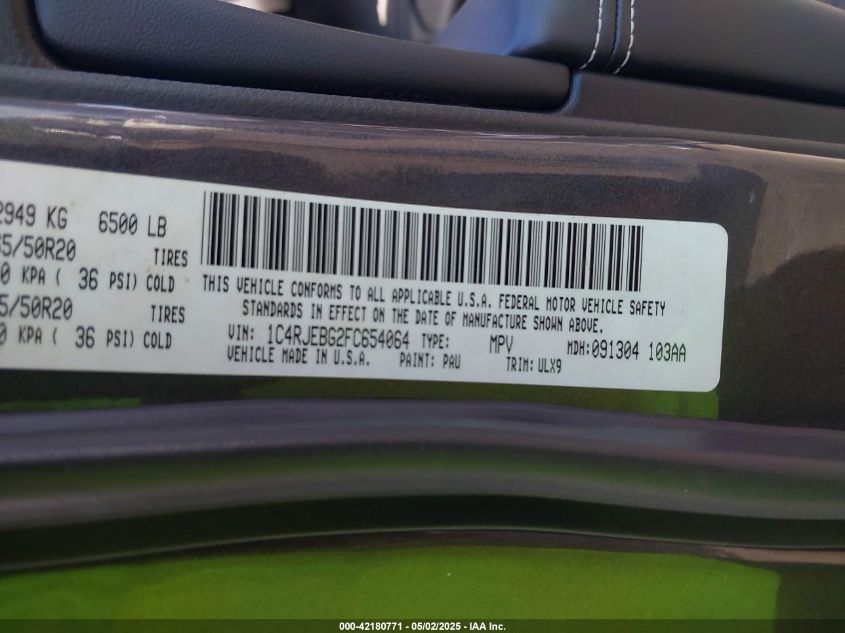 2949 KG 6500 LB
5/50R20 TIRES
0 KPA ( 36 PSI) COLD
5/50R20 TIRES
0 KPA ( 36 PSI) COLD
THIS VEHICLE CONFORMS TO ALL APPLICABLE U.S.A. FEDERAL MOTOR VEHICLE SAFETY
STANDARDS IN EFFECT ON THE DATE OF MANUFACTURE SHOWN ABOVE.
VIN: 1C4RJEBG2FC654064 TYPE: MPV MDH:091304 103AA
VEHICLE MADE IN U.S.A. PAINT: PAU TRIM: ULX9
000-42180771 - 05/02/2025 - IAA Inc.